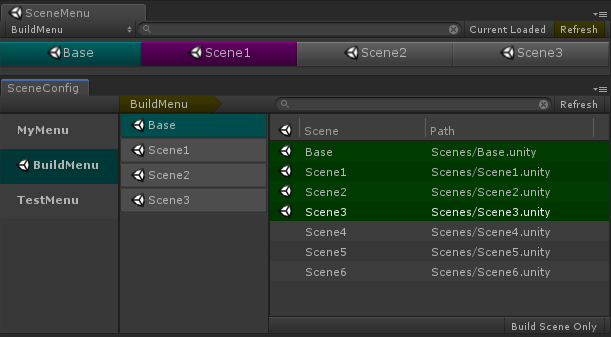 SceneMenu
BuildMenu Current Loaded Refresh
Base Scene1 Scene2 Scene3
SceneConfig
BuildMenu Refresh
MyMenu
BuildMenu
TestMenu
Base
Scene1
Scene2
Scene3
Scene Path
Base Scenes/Base.unity
Scene1 Scenes/Scene1.unity
Scene2 Scenes/Scene2.unity
Scene3 Scenes/Scene3.unity
Scene4 Scenes/Scene4.unity
Scene5 Scenes/Scene5.unity
Scene6 Scenes/Scene6.unity
Build Scene Only